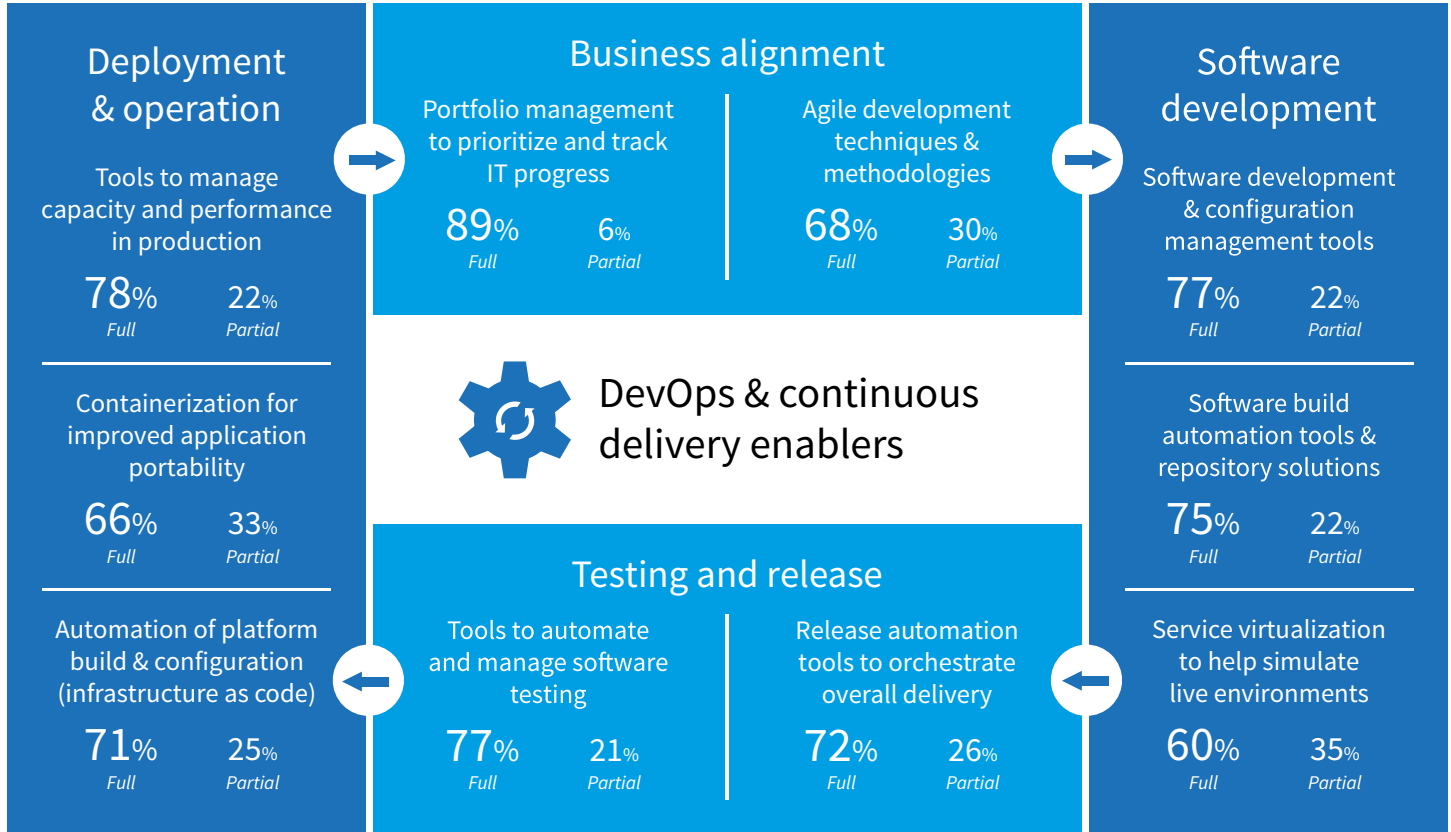 Deployment
& operation
Tools to manage
capacity and performance
in production
78% 22%
Full Partial
Containerization for
improved application
portability
66% 33%
Full Partial
Automation of platform
build & configuration
(infrastructure as code)
71% 25%
Full Partial
Business alignment
Portfolio management
to prioritize and track
IT progress
89% 6%
Full Partial
Agile development
techniques &
methodologies
68% 30%
Full Partial
DevOps & continuous
delivery enablers
Testing and release
Tools to automate
and manage software
testing
77% 21%
Full Partial
Release automation
tools to orchestrate
overall delivery
72% 26%
Full Partial
Software
development
Software development
& configuration
management tools
77% 22%
Full Partial
Software build
automation tools &
repository solutions
75% 22%
Full Partial
Service virtualization
to help simulate
live environments
60% 35%
Full Partial